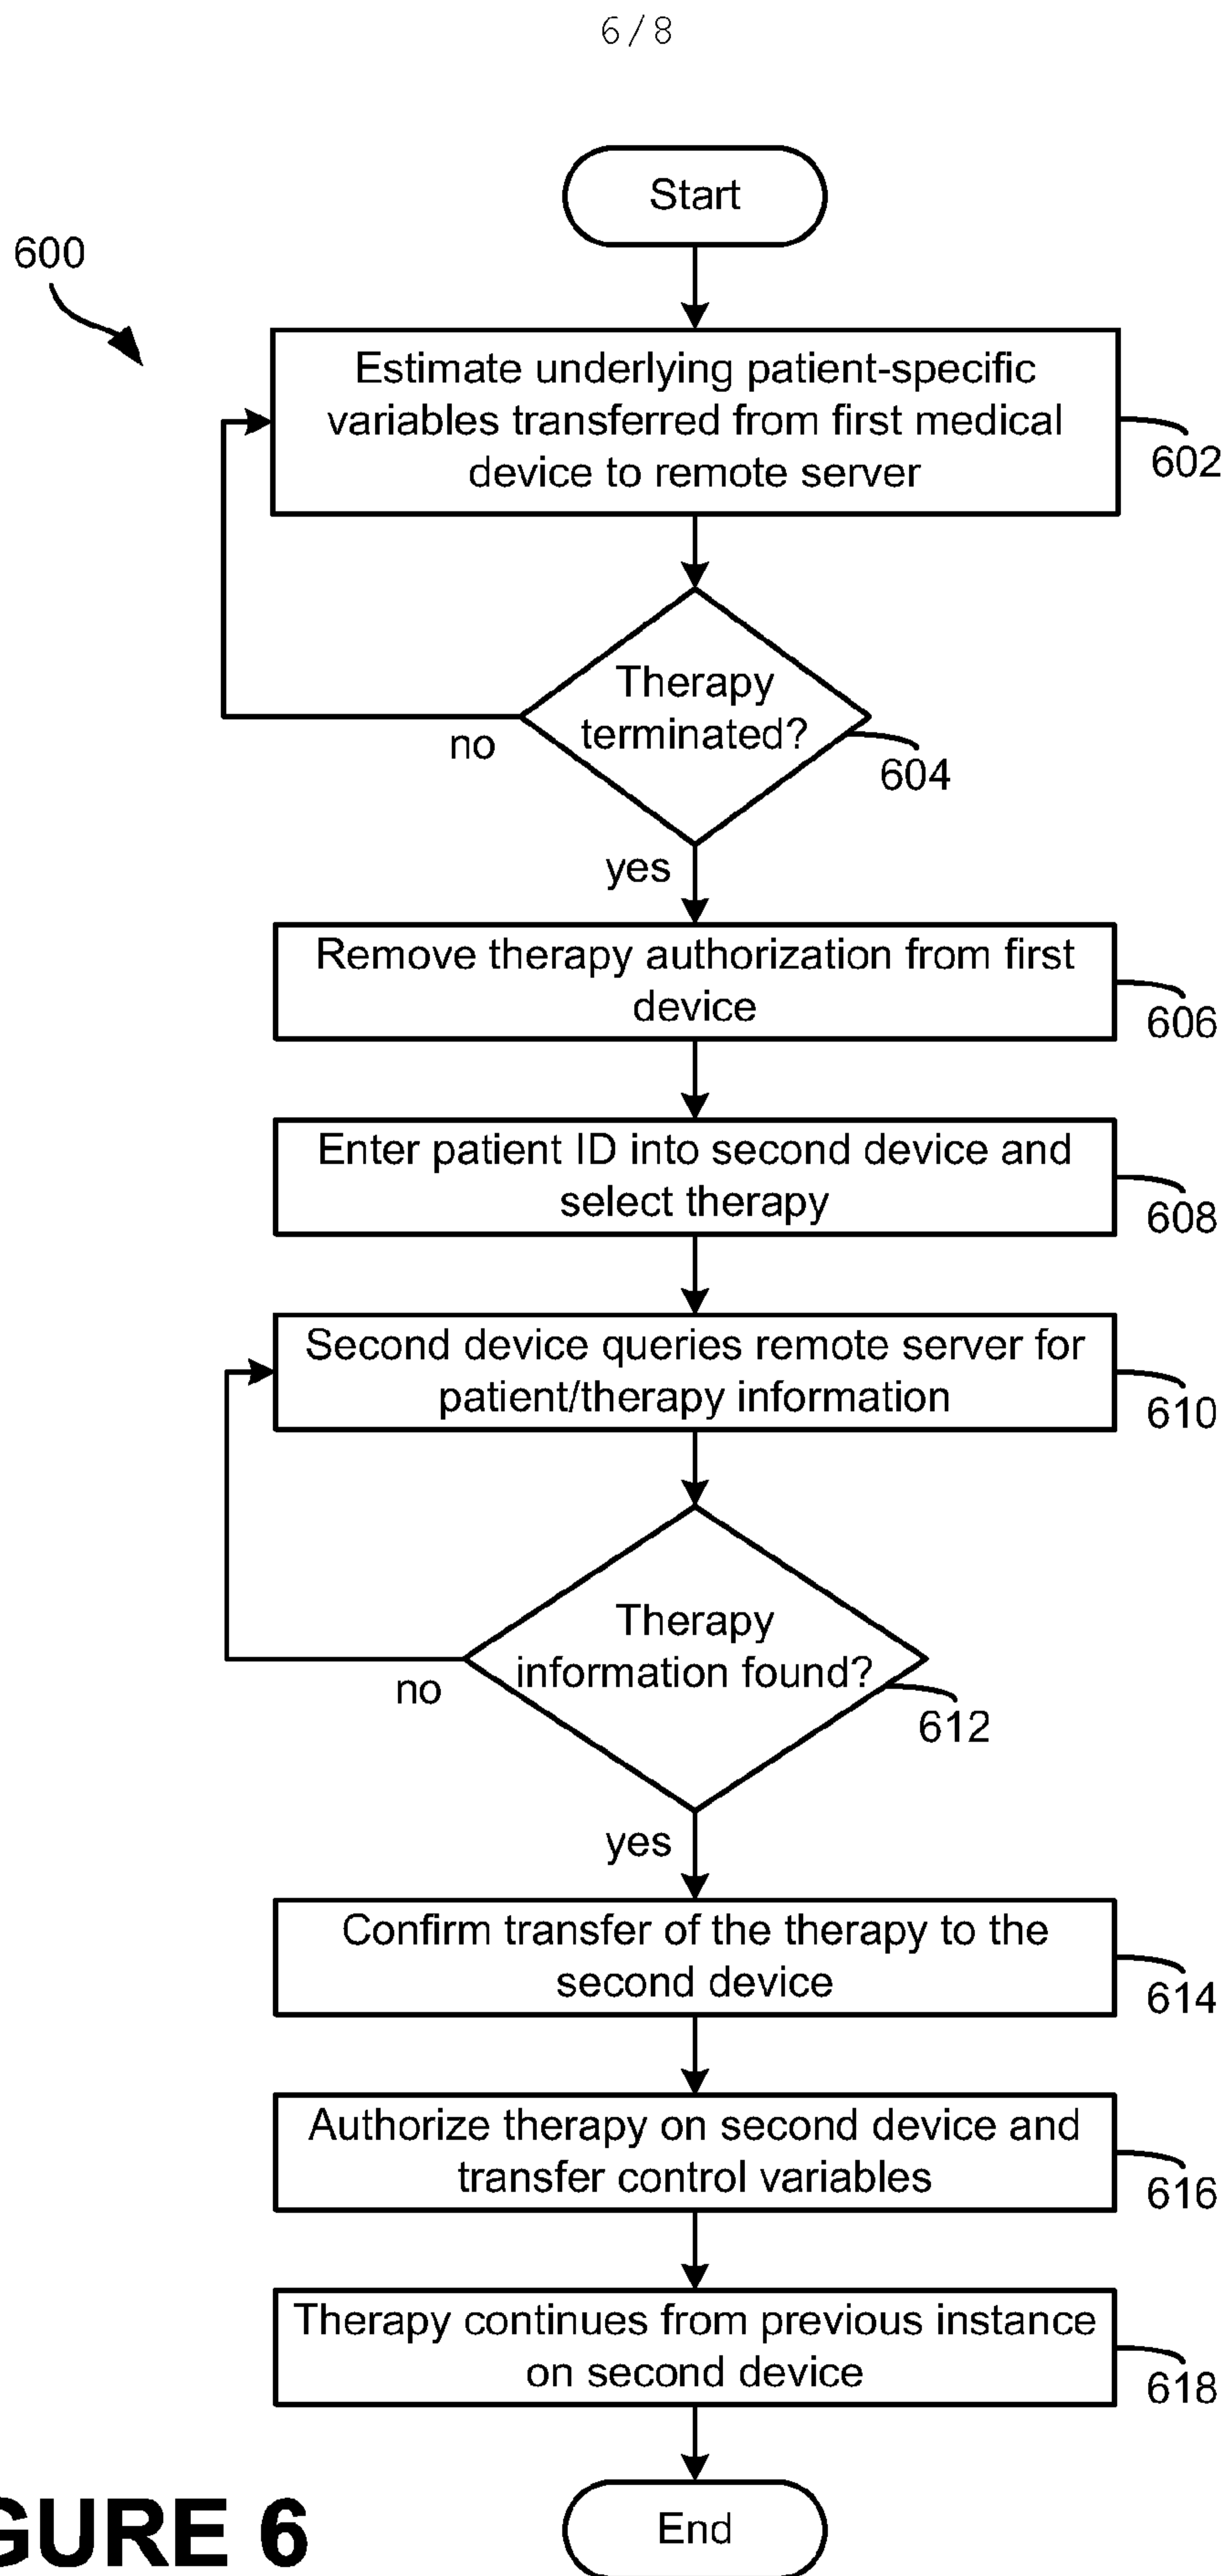 6/8
Start
600
Estimate underlying patient-specific
variables transferred from first medical
device to remote server
602
Therapy
terminated?
no
604
yes
Remove therapy authorization from first
device
606
Enter patient ID into second device and
select therapy
608
Second device queries remote server for
patient/therapy information
610
Therapy
information found?
no
612
yes
Confirm transfer of the therapy to the
second device
614
Authorize therapy on second device and
transfer control variables
616
Therapy continues from previous instance
on second device
618
End
GURE 6